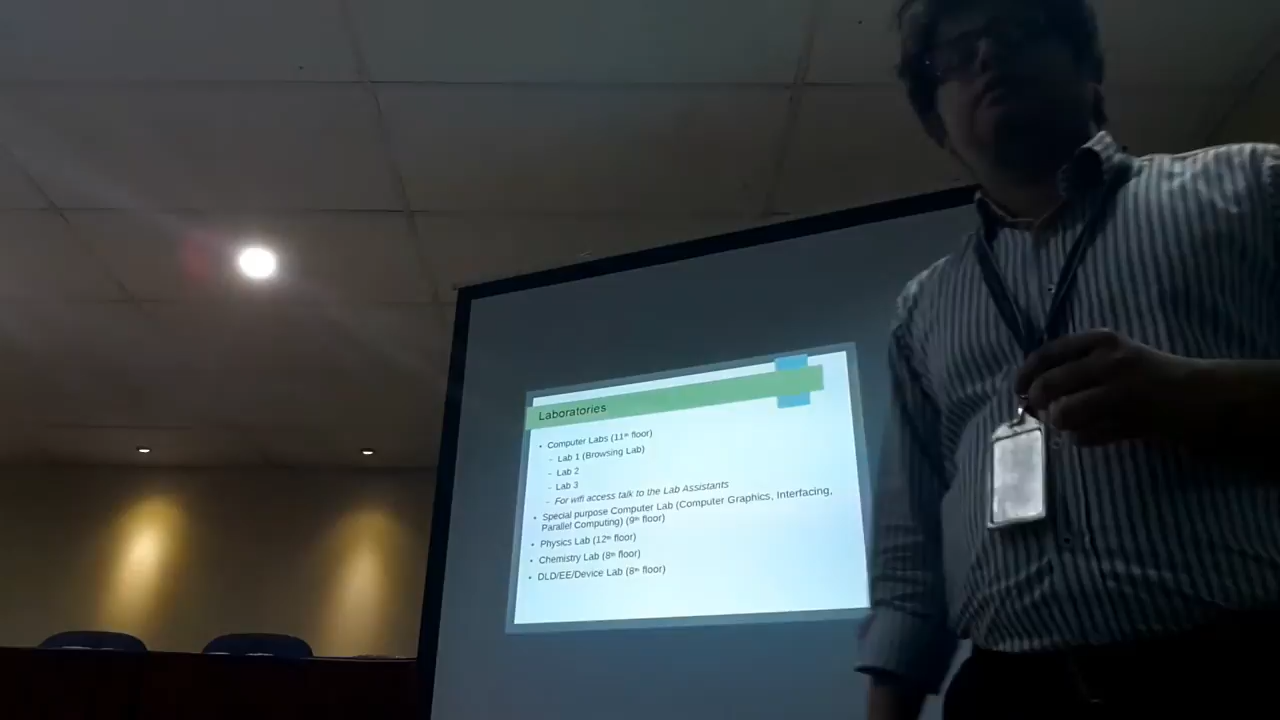 Laboratories
• Computer Labs (11th floor)
– Lab 1 (Browsing Lab)
– Lab 2
– Lab 3
– For wifi access talk to the Lab Assistants
• Special purpose Computer Lab (Computer Graphics, Interfacing,
Parallel Computing) (9th floor)
• Physics Lab (12th floor)
• Chemistry Lab (8th floor)
• DLD/EE/Device Lab (8th floor)